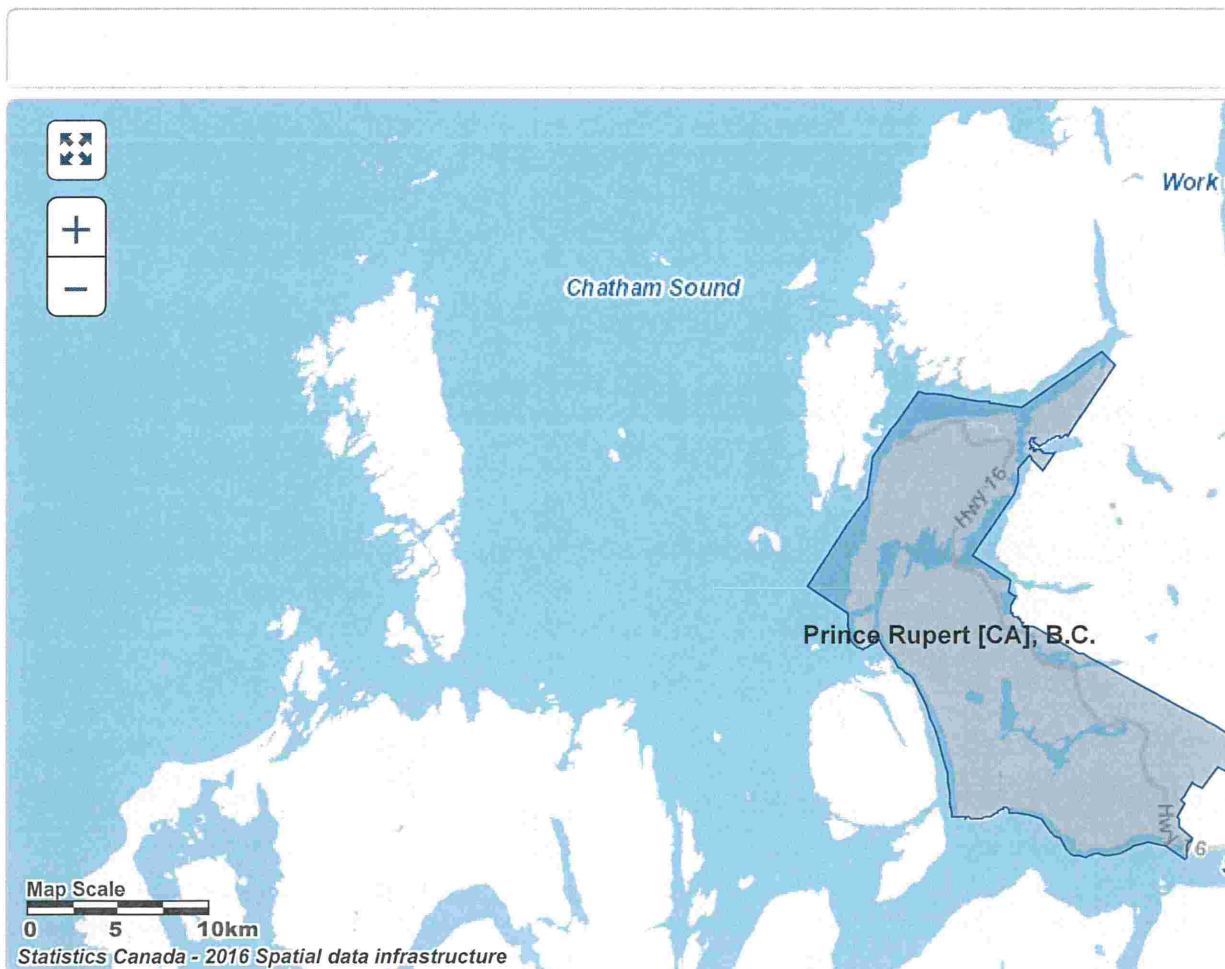 +
Work
Chatham Sound
−
Hwy 16
Prince Rupert [CA], B.C.
Hwy 16
Map Scale
0 5 10km
Statistics Canada - 2016 Spatial data infrastructure